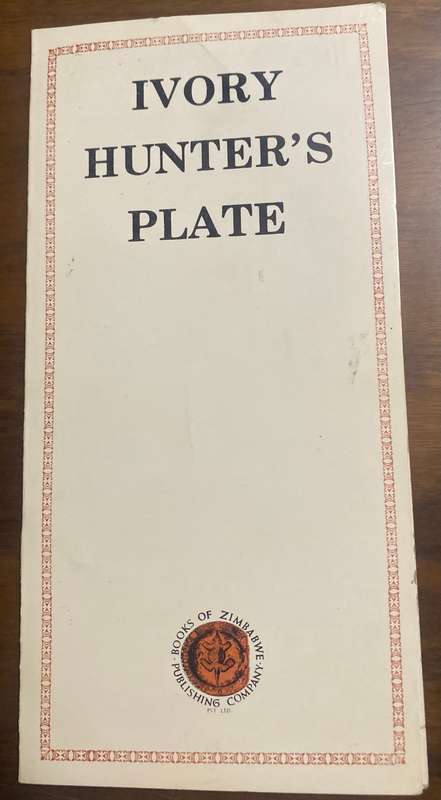 IVORY
HUNTER'S
PLATE
BOOKS OF ZIMBABWE
· PUBLISHING COMPANY ·
PVT LTD